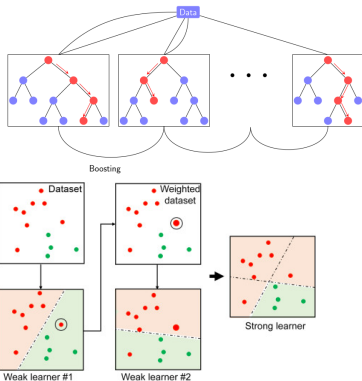 Data
Boosting
Dataset
Weighted
dataset
Strong learner
Weak learner #1
Weak learner #2